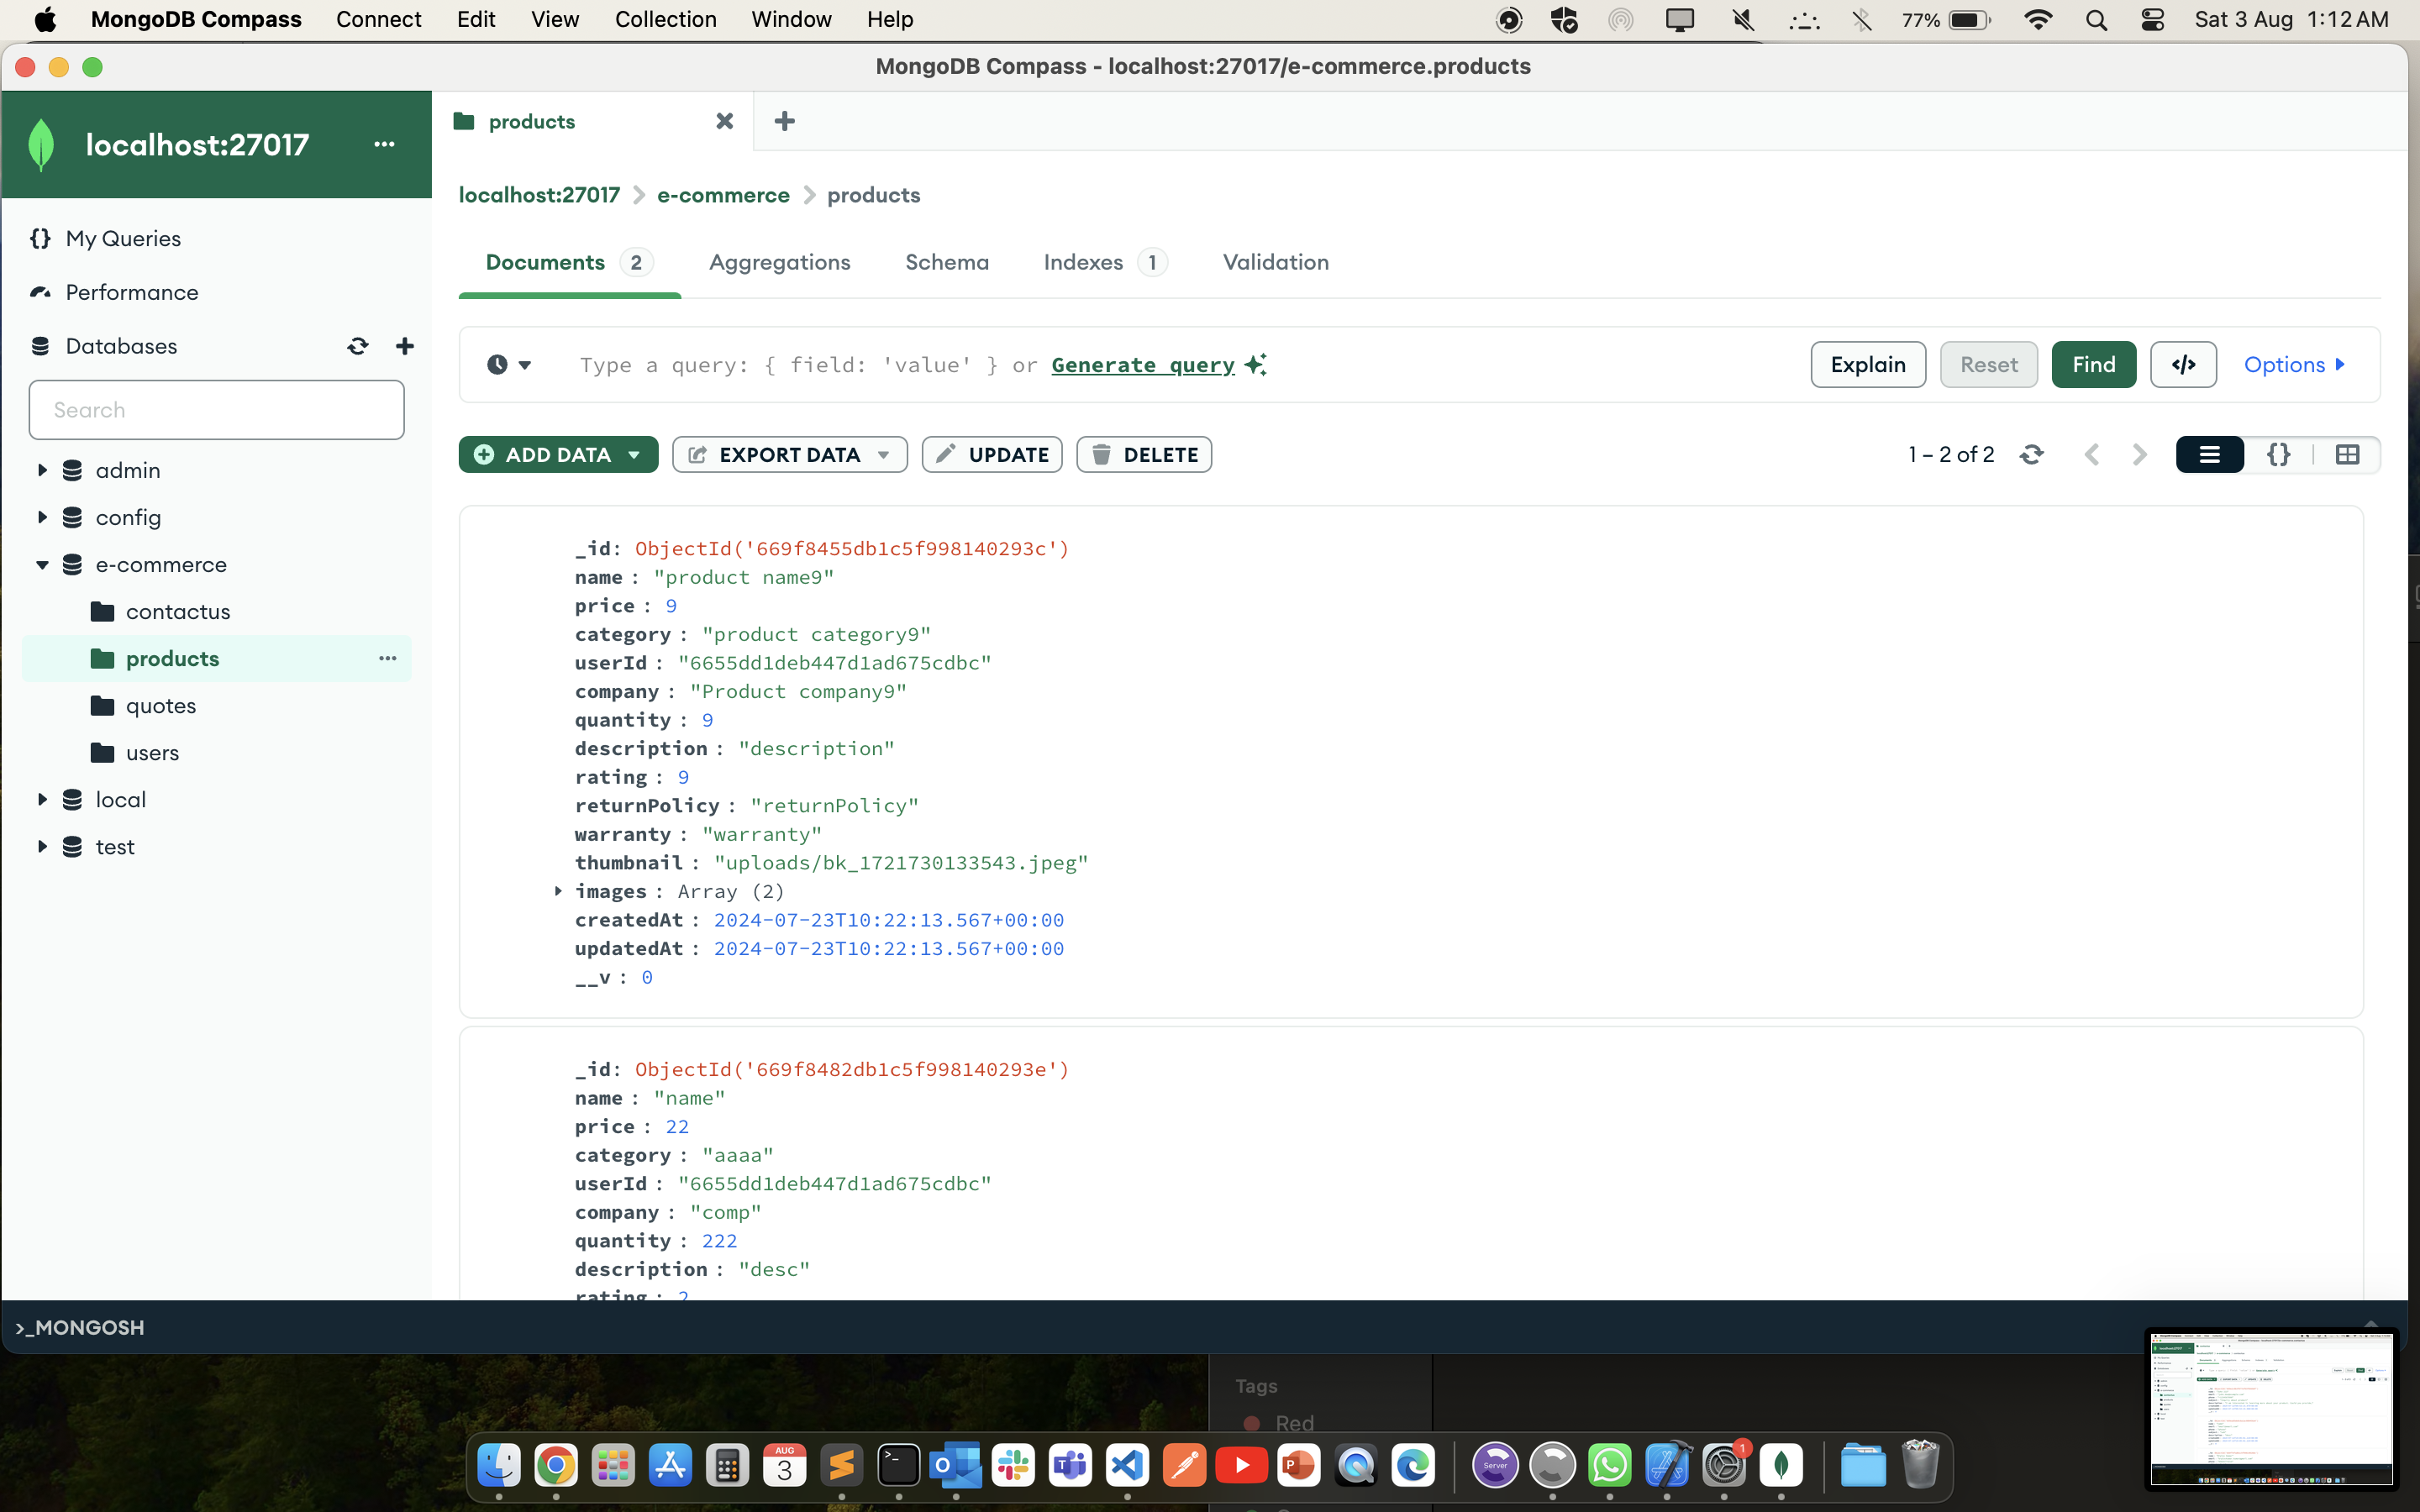 MongoDB Compass Connect Edit View Collection Window Help 77% Sat 3 Aug 1:12 AM
MongoDB Compass - localhost:27017/e-commerce.products
localhost:27017 ...
My Queries
Performance
Databases
Search
admin
config
e-commerce
contactus
products ...
quotes
users
local
test
products
localhost:27017 > e-commerce > products
Documents 2 Aggregations Schema Indexes 1 Validation
Type a query: { field: 'value' } or Generate query Explain Reset Find </> Options
ADD DATA EXPORT DATA UPDATE DELETE 1 – 2 of 2 {}
_id: ObjectId('669f8455db1c5f998140293c')
name : "product name9"
price : 9
category : "product category9"
userId : "6655dd1deb447d1ad675cdbc"
company : "Product company9"
quantity : 9
description : "description"
rating : 9
returnPolicy : "returnPolicy"
warranty : "warranty"
thumbnail : "uploads/bk_1721730133543.jpeg"
images : Array (2)
createdAt : 2024-07-23T10:22:13.567+00:00
updatedAt : 2024-07-23T10:22:13.567+00:00
__v : 0
_id: ObjectId('669f8482db1c5f998140293e')
name : "name"
price : 22
category : "aaaa"
userId : "6655dd1deb447d1ad675cdbc"
company : "comp"
quantity : 222
description : "desc"
rating : 2
>_MONGOSH
Tags
Red
AUG
3
Server
1